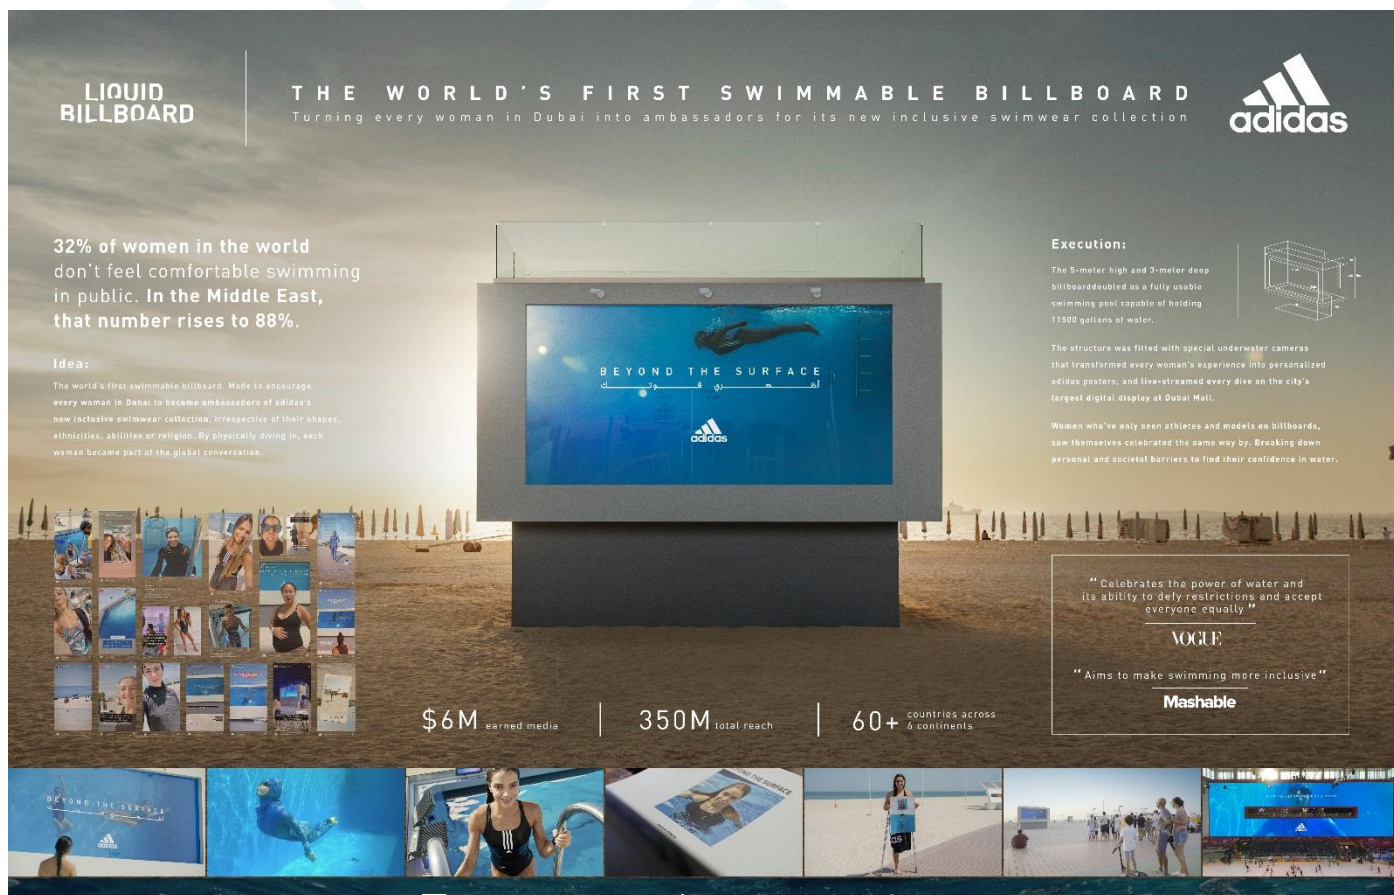 LIQUID
BILLBOARD
THE WORLD'S FIRST SWIMMABLE BILLBOARD
Turning every woman in Dubai into ambassadors for its new inclusive swimwear collection
adidas
32% of women in the world
don't feel comfortable swimming
in public. In the Middle East,
that number rises to 88%.
Idea:
The world's first swimmable billboard. Made to encourage
every woman in Dubai to become ambassadors of adidas's
new inclusive swimwear collection, irrespective of their shapes,
ethnicities, abilities or religion. By physically diving in, each
woman became part of the global conversation.
BEYOND THE SURFACE
adidas
Execution:
The 5-meter high and 3-meter deep
billboarddoubled as a fully usable
swimming pool capable of holding
11500 gallons of water.
The structure was fitted with special underwater cameras
that transformed every woman's experience into personalized
adidas posters, and live-streamed every dive on the city's
largest digital display at Dubai Mall.
Women who've only seen athletes and models on billboards,
saw themselves celebrated the same way by. Breaking down
personal and societal barriers to find their confidence in water.
“Celebrates the power of water and
its ability to defy restrictions and accept
everyone equally”
VOGUE
“Aims to make swimming more inclusive”
Mashable
$6M earned media
350M total reach
60+ countries across
6 continents
BEYOND THE SURFACE
adidas
BEYOND THE SURFACE